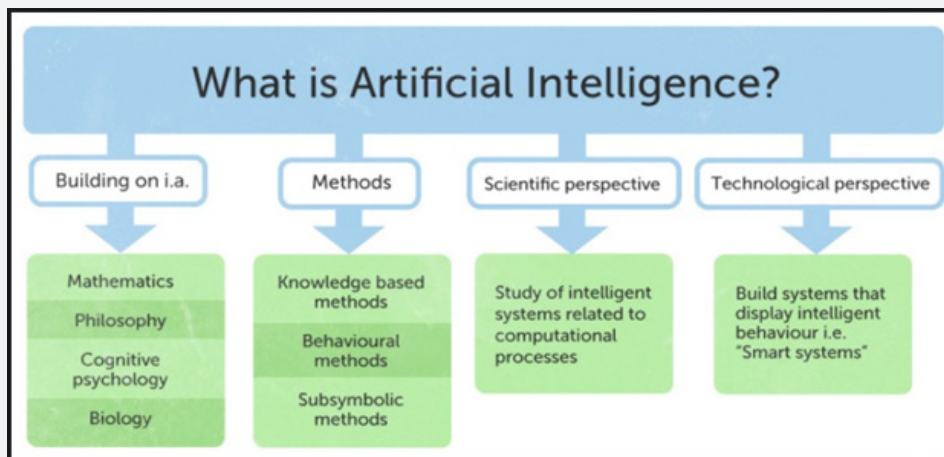 What is Artificial Intelligence?
Building on i.a.
Mathematics
Philosophy
Cognitive
psychology
Biology
Methods
Knowledge based
methods
Behavioural
methods
Subsymbolic
methods
Scientific perspective
Study of intelligent
systems related to
computational
processes
Technological perspective
Build systems that
display intelligent
behaviour i.e.
“Smart systems”